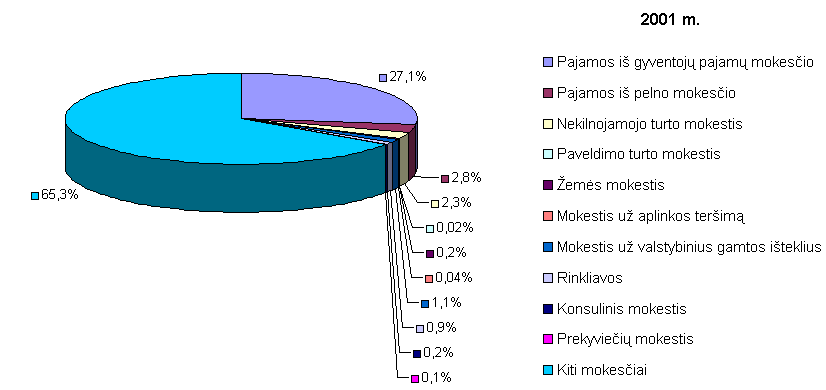 2001 m.
27,1%
2,8%
2,3%
0,02%
0,2%
0,04%
1,1%
0,9%
0,2%
0,1%
65,3%
Pajamos iš gyventojų pajamų mokesčio
Pajamos iš pelno mokesčio
Nekilnojamojo turto mokestis
Paveldimo turto mokestis
Žemės mokestis
Mokestis už aplinkos teršimą
Mokestis už valstybinius gamtos išteklius
Rinkliavos
Konsulinis mokestis
Prekyviečių mokestis
Kiti mokesčiai